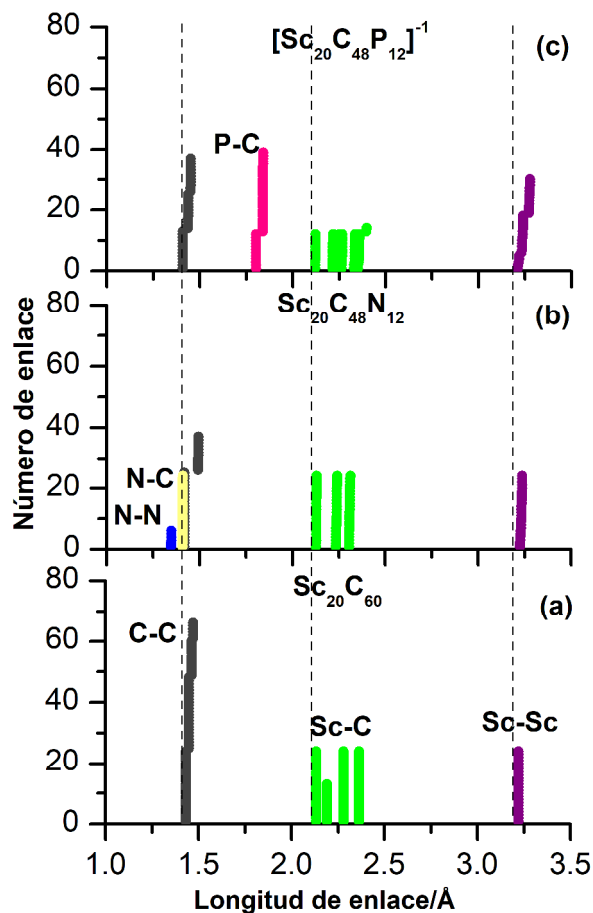 80
[Sc20C48P12]-1
(c)
60
P-C
40
20
0
80
Sc20C48N12
(b)
60
40
N-C
20
N-N
0
80
Sc20C60
(a)
60
C-C
40
Sc-C
Sc-Sc
20
0
1.0 1.5 2.0 2.5 3.0 3.5
Longitud de enlace/Å
Número de enlace